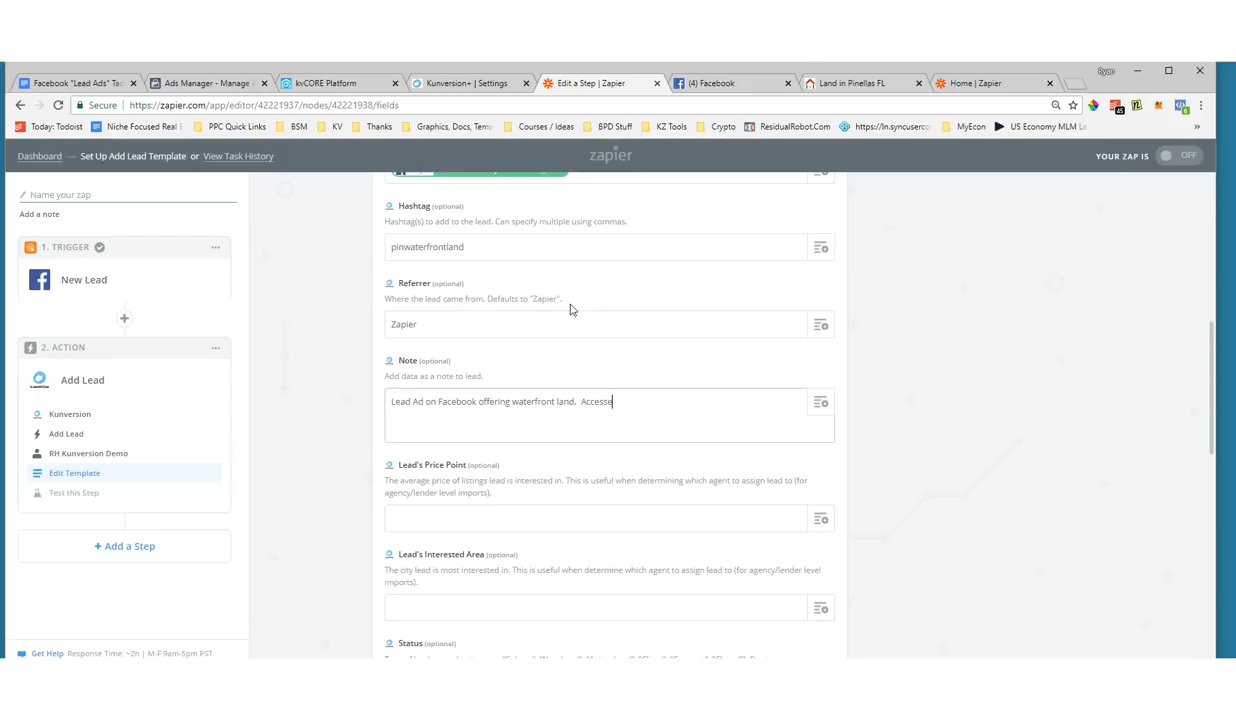 Ryan
Facebook "Lead Ads" Tac
Ads Manager - Manage A
kvCORE Platform
Kunversion+ | Settings
Edit a Step | Zapier
(4) Facebook
Land in Pinellas FL
Home | Zapier
Secure | https://zapier.com/app/editor/42221937/nodes/42221938/fields
Today: Todoist
Niche Focused Real E
PPC Quick Links
BSM
KV
Thanks
Graphics, Docs, Temp
Courses / Ideas
BPD Stuff
KZ Tools
Crypto
ResidualRobot.Com
https://ln.syncuserco
MyEcon
US Economy MLM Le
»
Dashboard → Set Up Add Lead Template or View Task History
zapier
YOUR ZAP IS OFF
Name your zap
Add a note
1. TRIGGER
New Lead
2. ACTION
Add Lead
Kunversion
Add Lead
RH Kunversion Demo
Edit Template
Test this Step
+ Add a Step
Get Help Response Time: ~2h | M-F 9am-5pm PST
Hashtag (optional)
Hashtag(s) to add to the lead. Can specify multiple using commas.
pinwaterfrontland
Referrer (optional)
Where the lead came from. Defaults to "Zapier".
Zapier
Note (optional)
Add data as a note to lead.
Lead Ad on Facebook offering waterfront land.  Accesse
Lead's Price Point (optional)
The average price of listings lead is interested in. This is useful when determining which agent to assign lead to (for
agency/lender level imports).
Lead's Interested Area (optional)
The city lead is most interested in. This is useful when determine which agent to assign lead to (for agency/lender level
imports).
Status (optional)